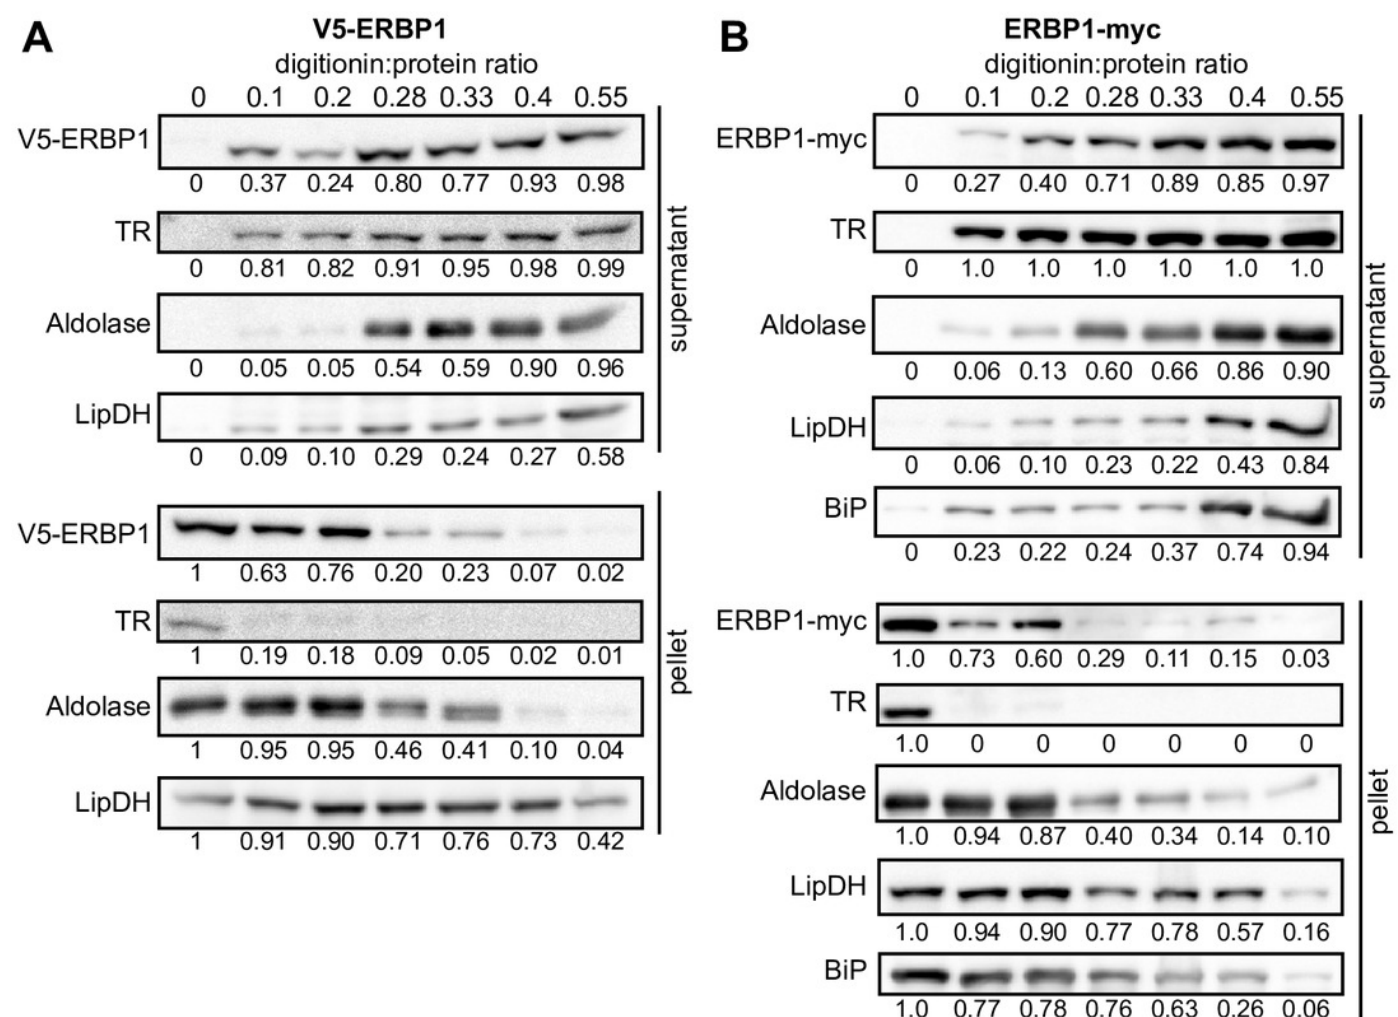 A
V5-ERBP1
digitionin:protein ratio
0 0.1 0.2 0.28 0.33 0.4 0.55
V5-ERBP1
0 0.37 0.24 0.80 0.77 0.93 0.98
TR
0 0.81 0.82 0.91 0.95 0.98 0.99
Aldolase
0 0.05 0.05 0.54 0.59 0.90 0.96
LipDH
0 0.09 0.10 0.29 0.24 0.27 0.58
supernatant
V5-ERBP1
1 0.63 0.76 0.20 0.23 0.07 0.02
TR
1 0.19 0.18 0.09 0.05 0.02 0.01
Aldolase
1 0.95 0.95 0.46 0.41 0.10 0.04
LipDH
1 0.91 0.90 0.71 0.76 0.73 0.42
pellet
B
ERBP1-myc
digitionin:protein ratio
0 0.1 0.2 0.28 0.33 0.4 0.55
ERBP1-myc
0 0.27 0.40 0.71 0.89 0.85 0.97
TR
0 1.0 1.0 1.0 1.0 1.0 1.0
Aldolase
0 0.06 0.13 0.60 0.66 0.86 0.90
LipDH
0 0.06 0.10 0.23 0.22 0.43 0.84
BiP
0 0.23 0.22 0.24 0.37 0.74 0.94
supernatant
ERBP1-myc
1.0 0.73 0.60 0.29 0.11 0.15 0.03
TR
1.0 0 0 0 0 0 0
Aldolase
1.0 0.94 0.87 0.40 0.34 0.14 0.10
LipDH
1.0 0.94 0.90 0.77 0.78 0.57 0.16
BiP
1.0 0.77 0.78 0.76 0.63 0.26 0.06
pellet